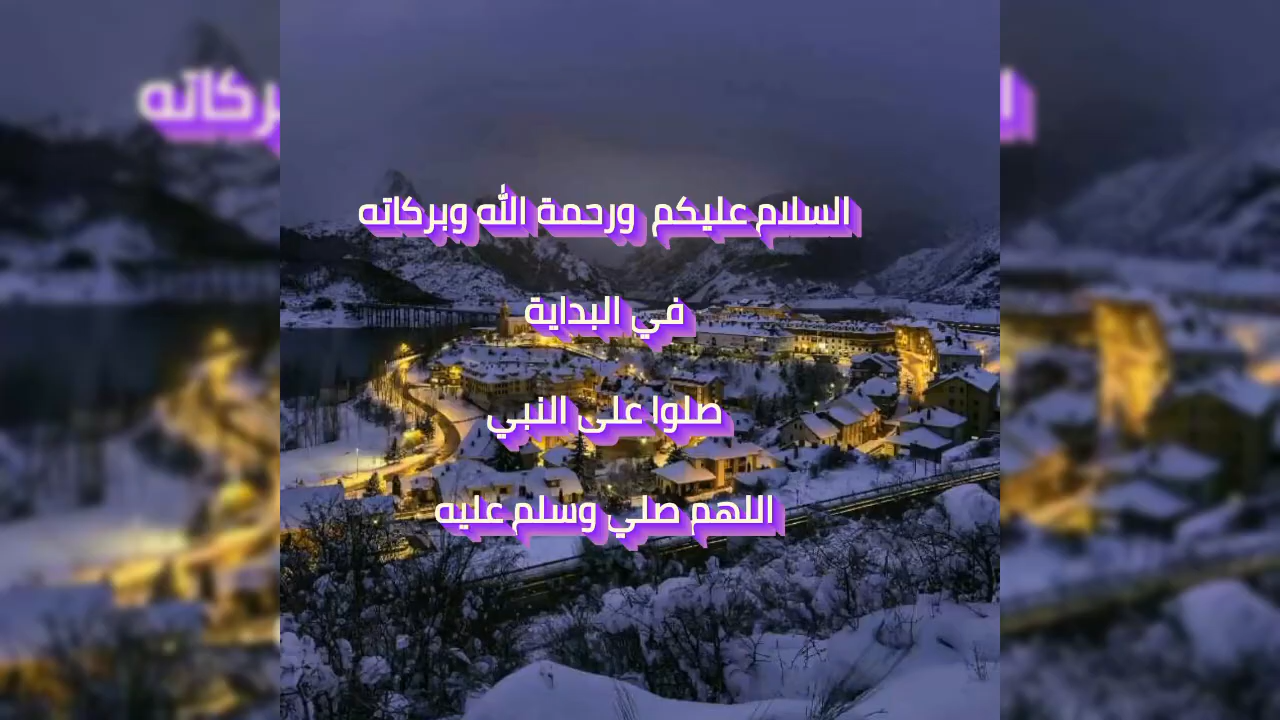 السلام عليكم ورحمة الله وبركاته
في البداية
صلوا على النبي
اللهم صلي وسلم عليه